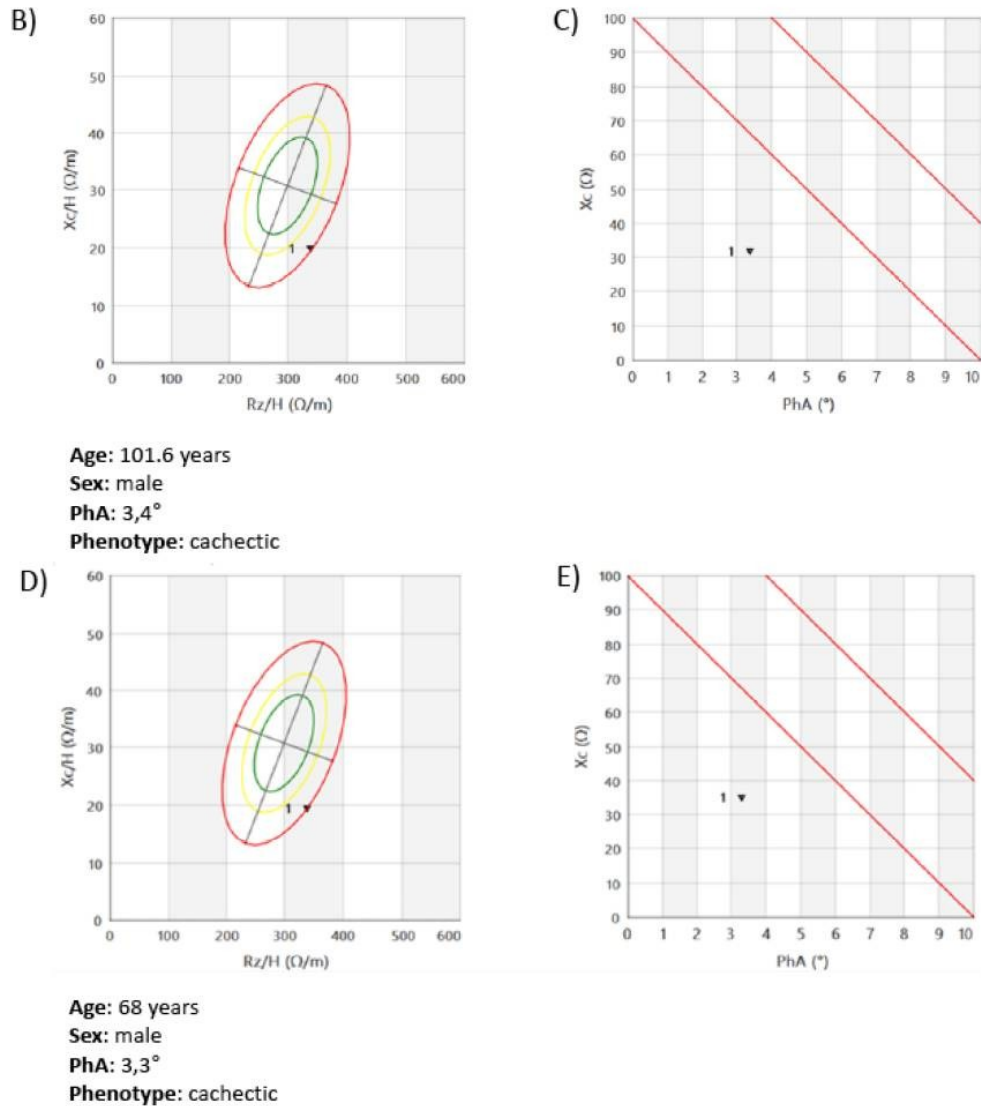 B)
60
50
40
30
20
10
0
Xc/H (Ω/m)
1
0 100 200 300 400 500 600
Rz/H (Ω/m)
C)
100
90
80
70
60
50
40
30
20
10
0
Xc (Ω)
1
0 1 2 3 4 5 6 7 8 9 10
PhA (°)
Age: 101.6 years
Sex: male
PhA: 3,4°
Phenotype: cachectic
D)
60
50
40
30
20
10
0
Xc/H (Ω/m)
1
0 100 200 300 400 500 600
Rz/H (Ω/m)
E)
100
90
80
70
60
50
40
30
20
10
0
Xc (Ω)
1
0 1 2 3 4 5 6 7 8 9 10
PhA (°)
Age: 68 years
Sex: male
PhA: 3,3°
Phenotype: cachectic